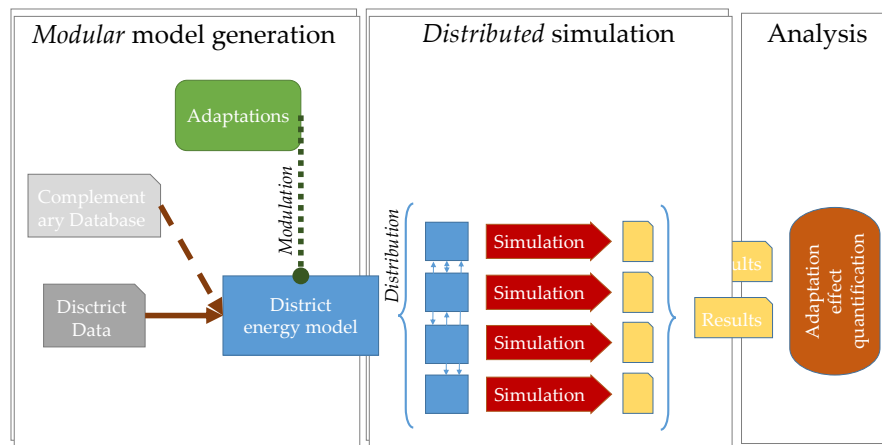 Modular model generation
Distributed simulation
Analysis
Adaptations
Modulation
Complement
ary Database
Disctrict
Data
District
energy model
Distribution
Simulation
Simulation
Simulation
Simulation
ults
Results
Adaptation
effect
quantification